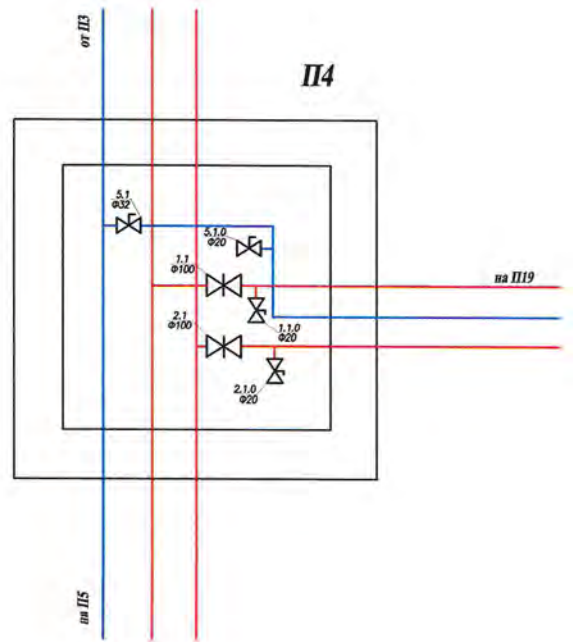 от П3
П4
5.1
Ф32
5.1.0
Ф20
1.1
Ф100
на П19
2.1
Ф100
1.1.0
Ф20
2.1.0
Ф20
на П5